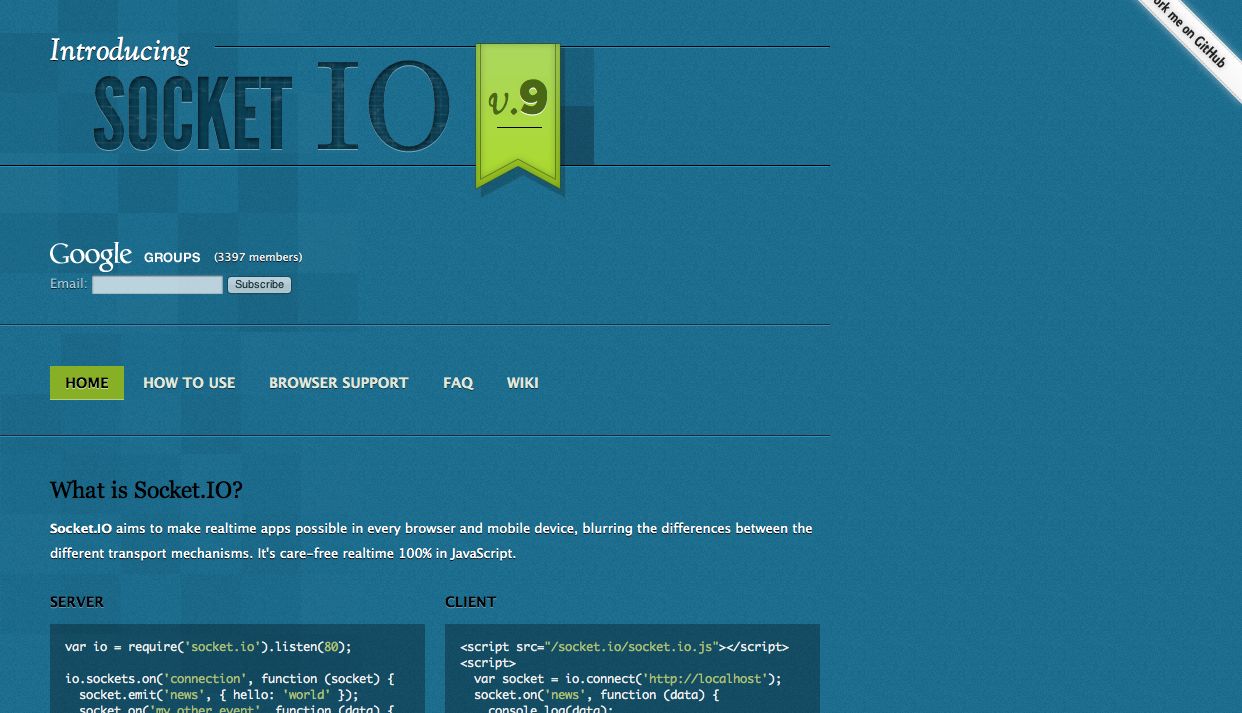 Introducing
SOCKET IO
v.9
ork me on GitHub
Google GROUPS (3397 members)
Email: Subscribe
HOME HOW TO USE BROWSER SUPPORT FAQ WIKI
What is Socket.IO?
Socket.IO aims to make realtime apps possible in every browser and mobile device, blurring the differences between the
different transport mechanisms. It's care-free realtime 100% in JavaScript.
SERVER
var io = require('socket.io').listen(80);
io.sockets.on('connection', function (socket) {
socket.emit('news', { hello: 'world' });
socket.on('my other event', function (data) {
CLIENT
<script src="/socket.io/socket.io.js"></script>
<script>
var socket = io.connect('http://localhost');
socket.on('news', function (data) {
console.log(data);